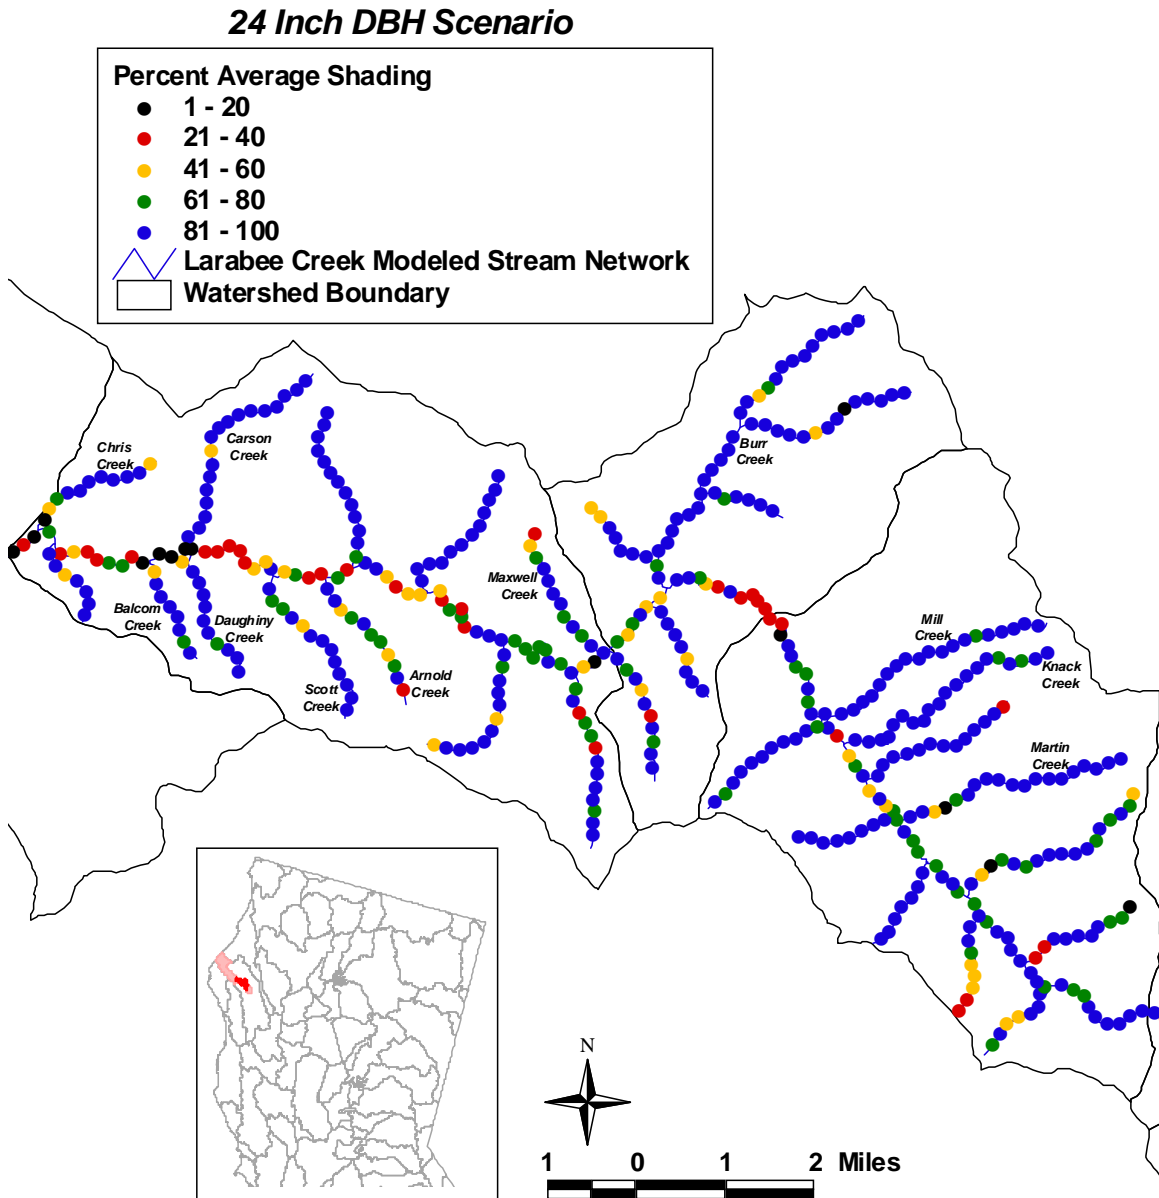 24 Inch DBH Scenario
Percent Average Shading
1 - 20
21 - 40
41 - 60
61 - 80
81 - 100
Larabee Creek Modeled Stream Network
Watershed Boundary
Chris
Creek
Carson
Creek
Burr
Creek
Maxwell
Creek
Balcom
Creek
Daughiny
Creek
Scott
Creek
Arnold
Creek
Mill
Creek
Knack
Creek
Martin
Creek
N
1 0 1 2 Miles